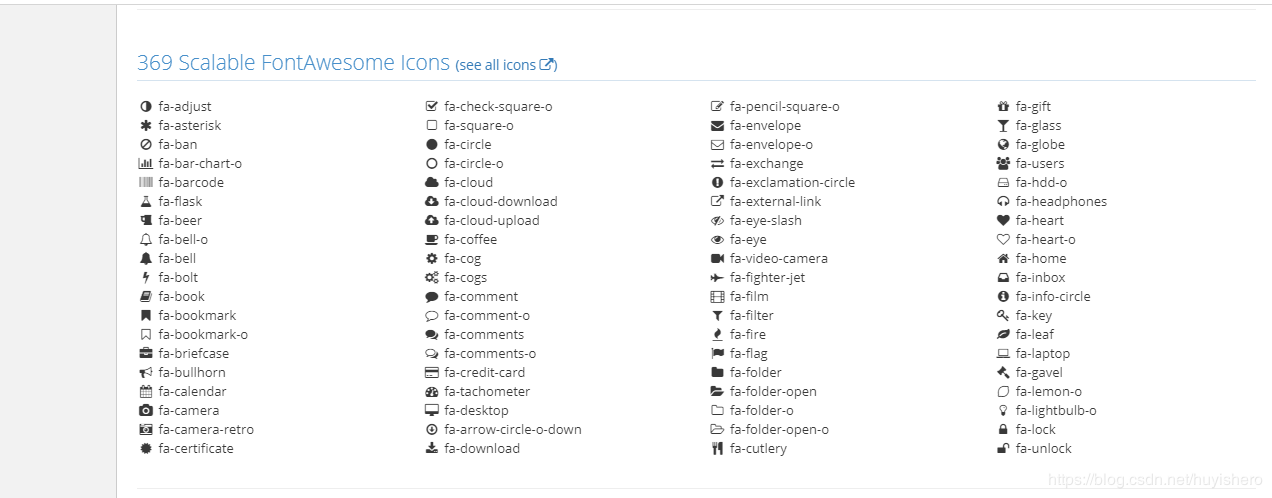 369 Scalable FontAwesome Icons (see all icons)
fa-adjust
fa-asterisk
fa-ban
fa-bar-chart-o
fa-barcode
fa-flask
fa-beer
fa-bell-o
fa-bell
fa-bolt
fa-book
fa-bookmark
fa-bookmark-o
fa-briefcase
fa-bullhorn
fa-calendar
fa-camera
fa-camera-retro
fa-certificate
fa-check-square-o
fa-square-o
fa-circle
fa-circle-o
fa-cloud
fa-cloud-download
fa-cloud-upload
fa-coffee
fa-cog
fa-cogs
fa-comment
fa-comment-o
fa-comments
fa-comments-o
fa-credit-card
fa-tachometer
fa-desktop
fa-arrow-circle-o-down
fa-download
fa-pencil-square-o
fa-envelope
fa-envelope-o
fa-exchange
fa-exclamation-circle
fa-external-link
fa-eye-slash
fa-eye
fa-video-camera
fa-fighter-jet
fa-film
fa-filter
fa-fire
fa-flag
fa-folder
fa-folder-open
fa-folder-o
fa-folder-open-o
fa-cutlery
fa-gift
fa-glass
fa-globe
fa-users
fa-hdd-o
fa-headphones
fa-heart
fa-heart-o
fa-home
fa-inbox
fa-info-circle
fa-key
fa-leaf
fa-laptop
fa-gavel
fa-lemon-o
fa-lightbulb-o
fa-lock
fa-unlock
https://blog.csdn.net/huyishero